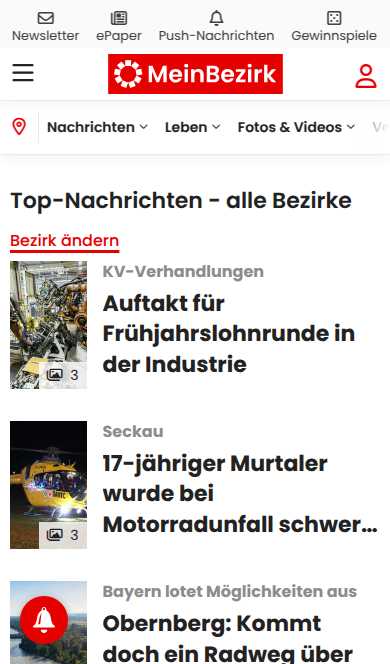 Newsletter ePaper Push-Nachrichten Gewinnspiele
MeinBezirk
Nachrichten Leben Fotos & Videos
Top-Nachrichten - alle Bezirke
Bezirk ändern
KV-Verhandlungen
Auftakt für
Frühjahrslohnrunde in
der Industrie
3
Seckau
17-jähriger Murtaler
wurde bei
Motorradunfall schwer...
3
Bayern lotet Möglichkeiten aus
Obernberg: Kommt
doch ein Radweg über